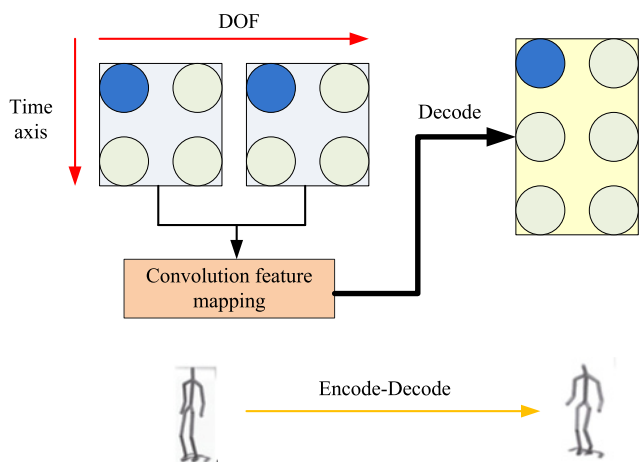 DOF
Time
axis
Decode
Convolution feature
mapping
Encode-Decode